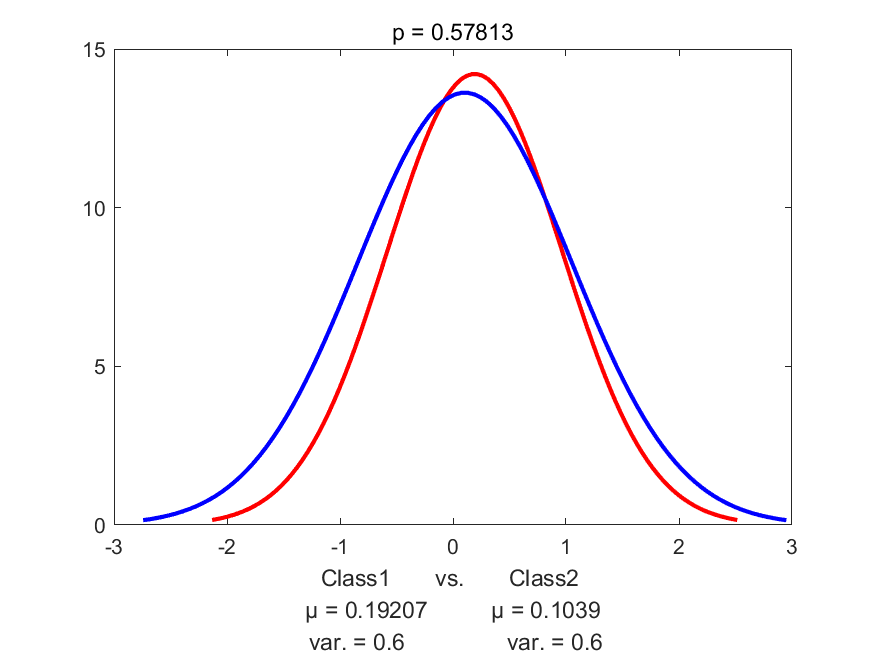 p = 0.57813
15
10
5
0
-3 -2 -1 0 1 2 3
Class1 vs. Class2
μ = 0.19207 μ = 0.1039
var. = 0.6 var. = 0.6